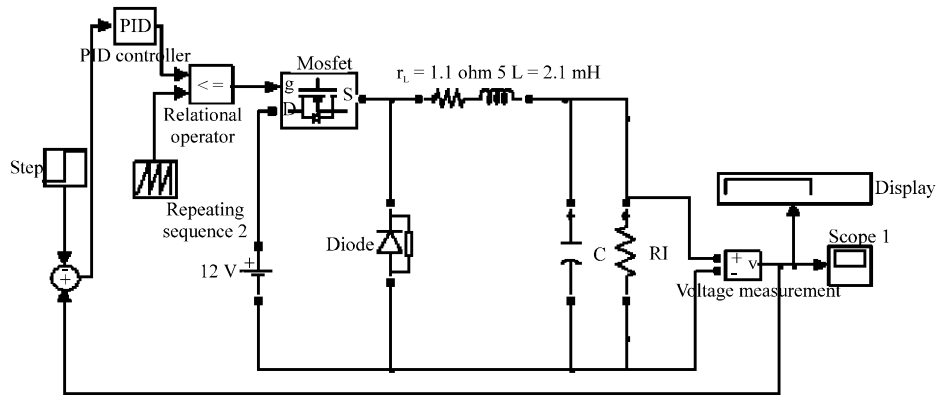 PID
PID controller
< =
Relational
operator
Mosfet
g
D
S
r_L = 1.1 ohm 5 L = 2.1 mH
Step
Repeating
sequence 2
-
+
12 V
+
Diode
C
RI
+
-
v
Voltage measurement
Display
Scope 1